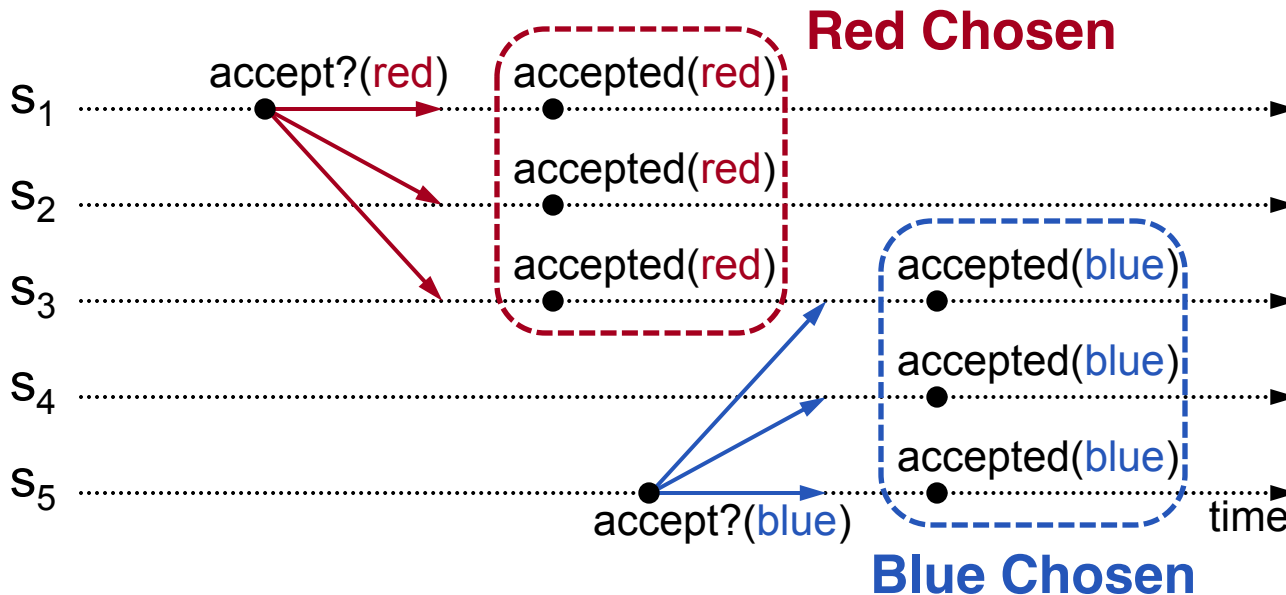 Red Chosen
accept?(red) accepted(red)
S1
accepted(red)
S2
accepted(red) accepted(blue)
S3
accepted(blue)
S4
accepted(blue)
S5
accept?(blue) time
Blue Chosen